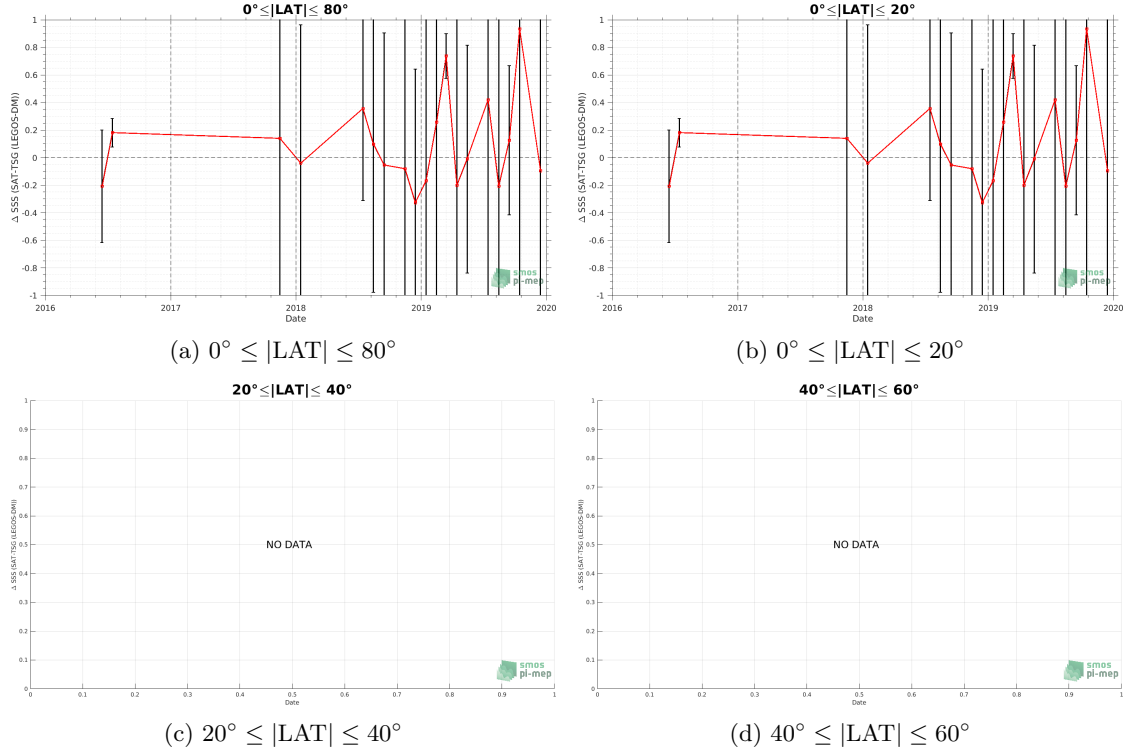 0°≤|LAT|≤ 80°
Δ SSS (SAT-TSG (LEGOS-DM))
1
0.8
0.6
0.4
0.2
0
-0.2
-0.4
-0.6
-0.8
-1
2016 2017 2018 2019 2020
Date
smos
pi-mep
(a) 0° ≤ |LAT| ≤ 80°
0°≤|LAT|≤ 20°
Δ SSS (SAT-TSG (LEGOS-DM))
1
0.8
0.6
0.4
0.2
0
-0.2
-0.4
-0.6
-0.8
-1
2016 2017 2018 2019 2020
Date
smos
pi-mep
(b) 0° ≤ |LAT| ≤ 20°
20°≤|LAT|≤ 40°
Δ SSS (SAT-TSG (LEGOS-DM))
1
0.9
0.8
0.7
0.6
0.5
0.4
0.3
0.2
0.1
0
NO DATA
0 0.1 0.2 0.3 0.4 0.5 0.6 0.7 0.8 0.9 1
Date
smos
pi-mep
(c) 20° ≤ |LAT| ≤ 40°
40°≤|LAT|≤ 60°
Δ SSS (SAT-TSG (LEGOS-DM))
1
0.9
0.8
0.7
0.6
0.5
0.4
0.3
0.2
0.1
0
NO DATA
0 0.1 0.2 0.3 0.4 0.5 0.6 0.7 0.8 0.9 1
Date
smos
pi-mep
(d) 40° ≤ |LAT| ≤ 60°